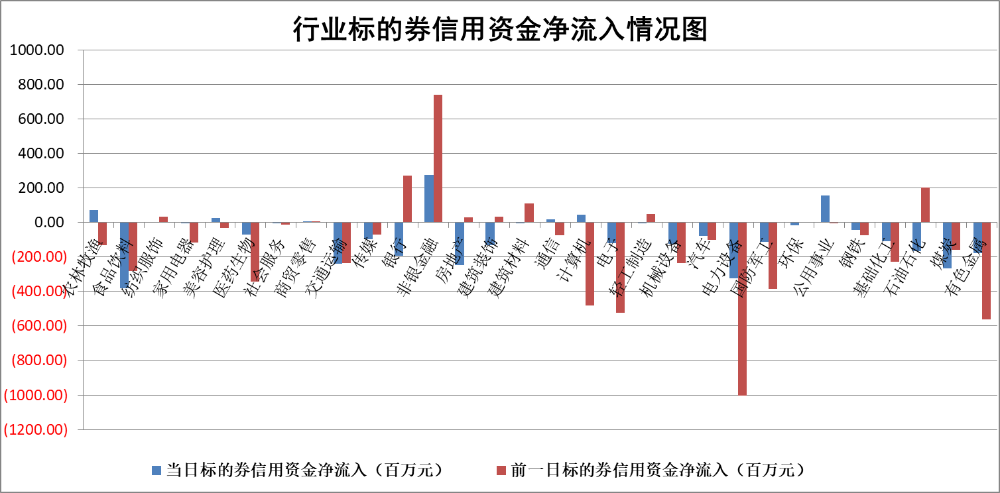 行业标的券信用资金净流入情况图
1000.00
800.00
600.00
400.00
200.00
0.00
(200.00)
(400.00)
(600.00)
(800.00)
(1000.00)
(1200.00)
农林牧渔
食品饮料
纺织服饰
家用电器
美容护理
医药生物
社会服务
商贸零售
交通运输
传媒
银行
非银金融
房地产
建筑装饰
建筑材料
通信
计算机
电子
轻工制造
机械设备
汽车
电力设备
国防军工
环保
公用事业
钢铁
基础化工
石油石化
煤炭
有色金属
当日标的券信用资金净流入（百万元）
前一日标的券信用资金净流入（百万元）